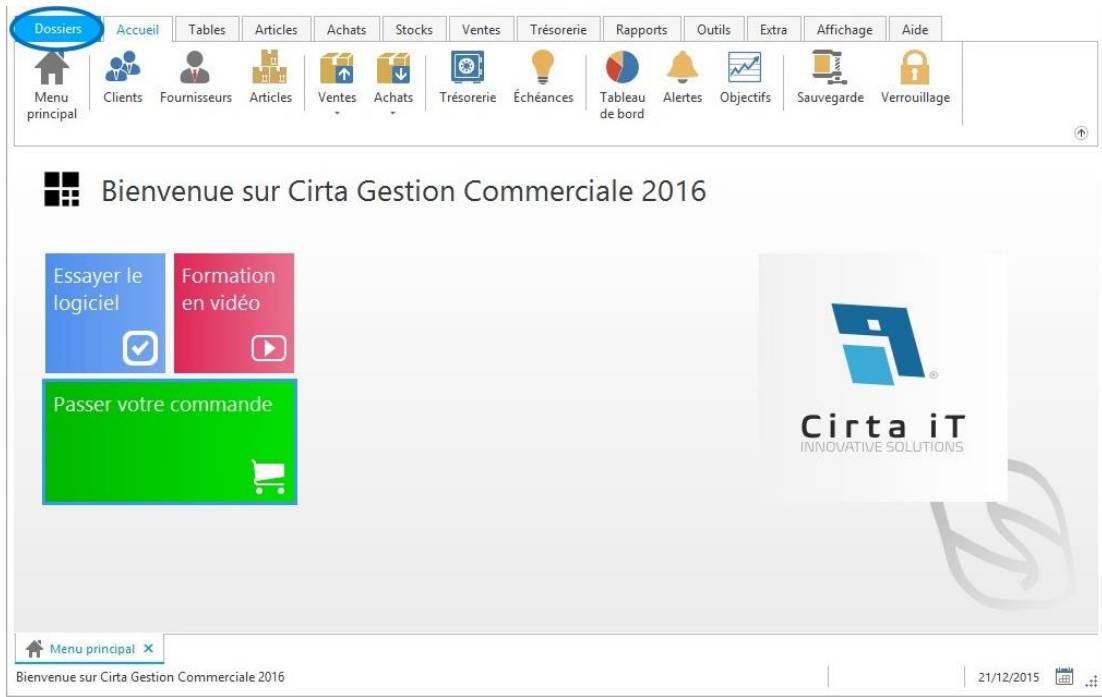 Dossiers Accueil Tables Articles Achats Stocks Ventes Trésorerie Rapports Outils Extra Affichage Aide
Menu principal Clients Fournisseurs Articles Ventes Achats Trésorerie Échéances Tableau de bord Alertes Objectifs Sauvegarde Verrouillage
Bienvenue sur Cirta Gestion Commerciale 2016
Essayer le
logiciel
Formation
en vidéo
Passer votre commande
Cirta iT
INNOVATIVE SOLUTIONS
Menu principal
Bienvenue sur Cirta Gestion Commerciale 2016
21/12/2015